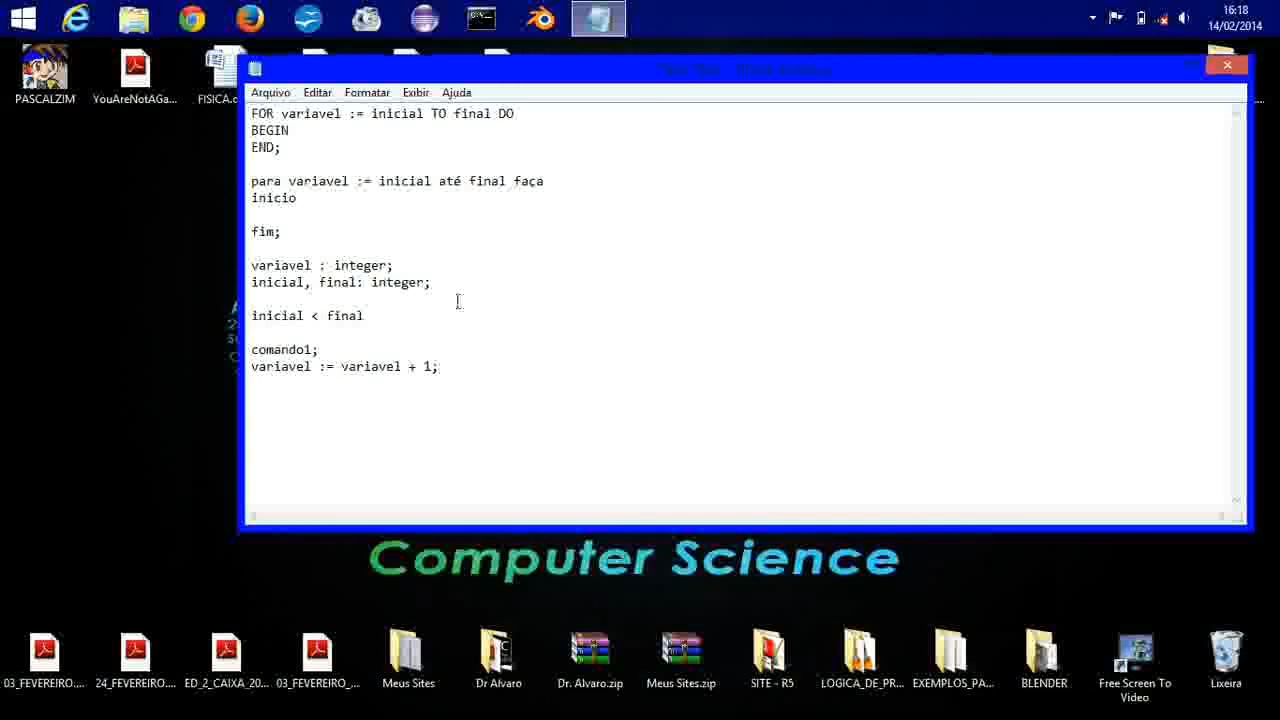 16:18
14/02/2014
PASCALZIM
YouAreNotAGa...
FISICA.d
Arquivo Editar Formatar Exibir Ajuda
FOR variavel := inicial TO final DO
BEGIN
END;
para variavel := inicial até final faça
inicio
fim;
variavel : integer;
inicial, final: integer;
inicial < final
comando1;
variavel := variavel + 1;
Computer Science
03_FEVEREIRO....
24_FEVEREIRO....
ED_2_CAIXA_20...
03_FEVEREIRO_...
Meus Sites
Dr Alvaro
Dr. Alvaro.zip
Meus Sites.zip
SITE - R5
LOGICA_DE_PR...
EXEMPLOS_PA...
BLENDER
Free Screen To
Video
Lixeira